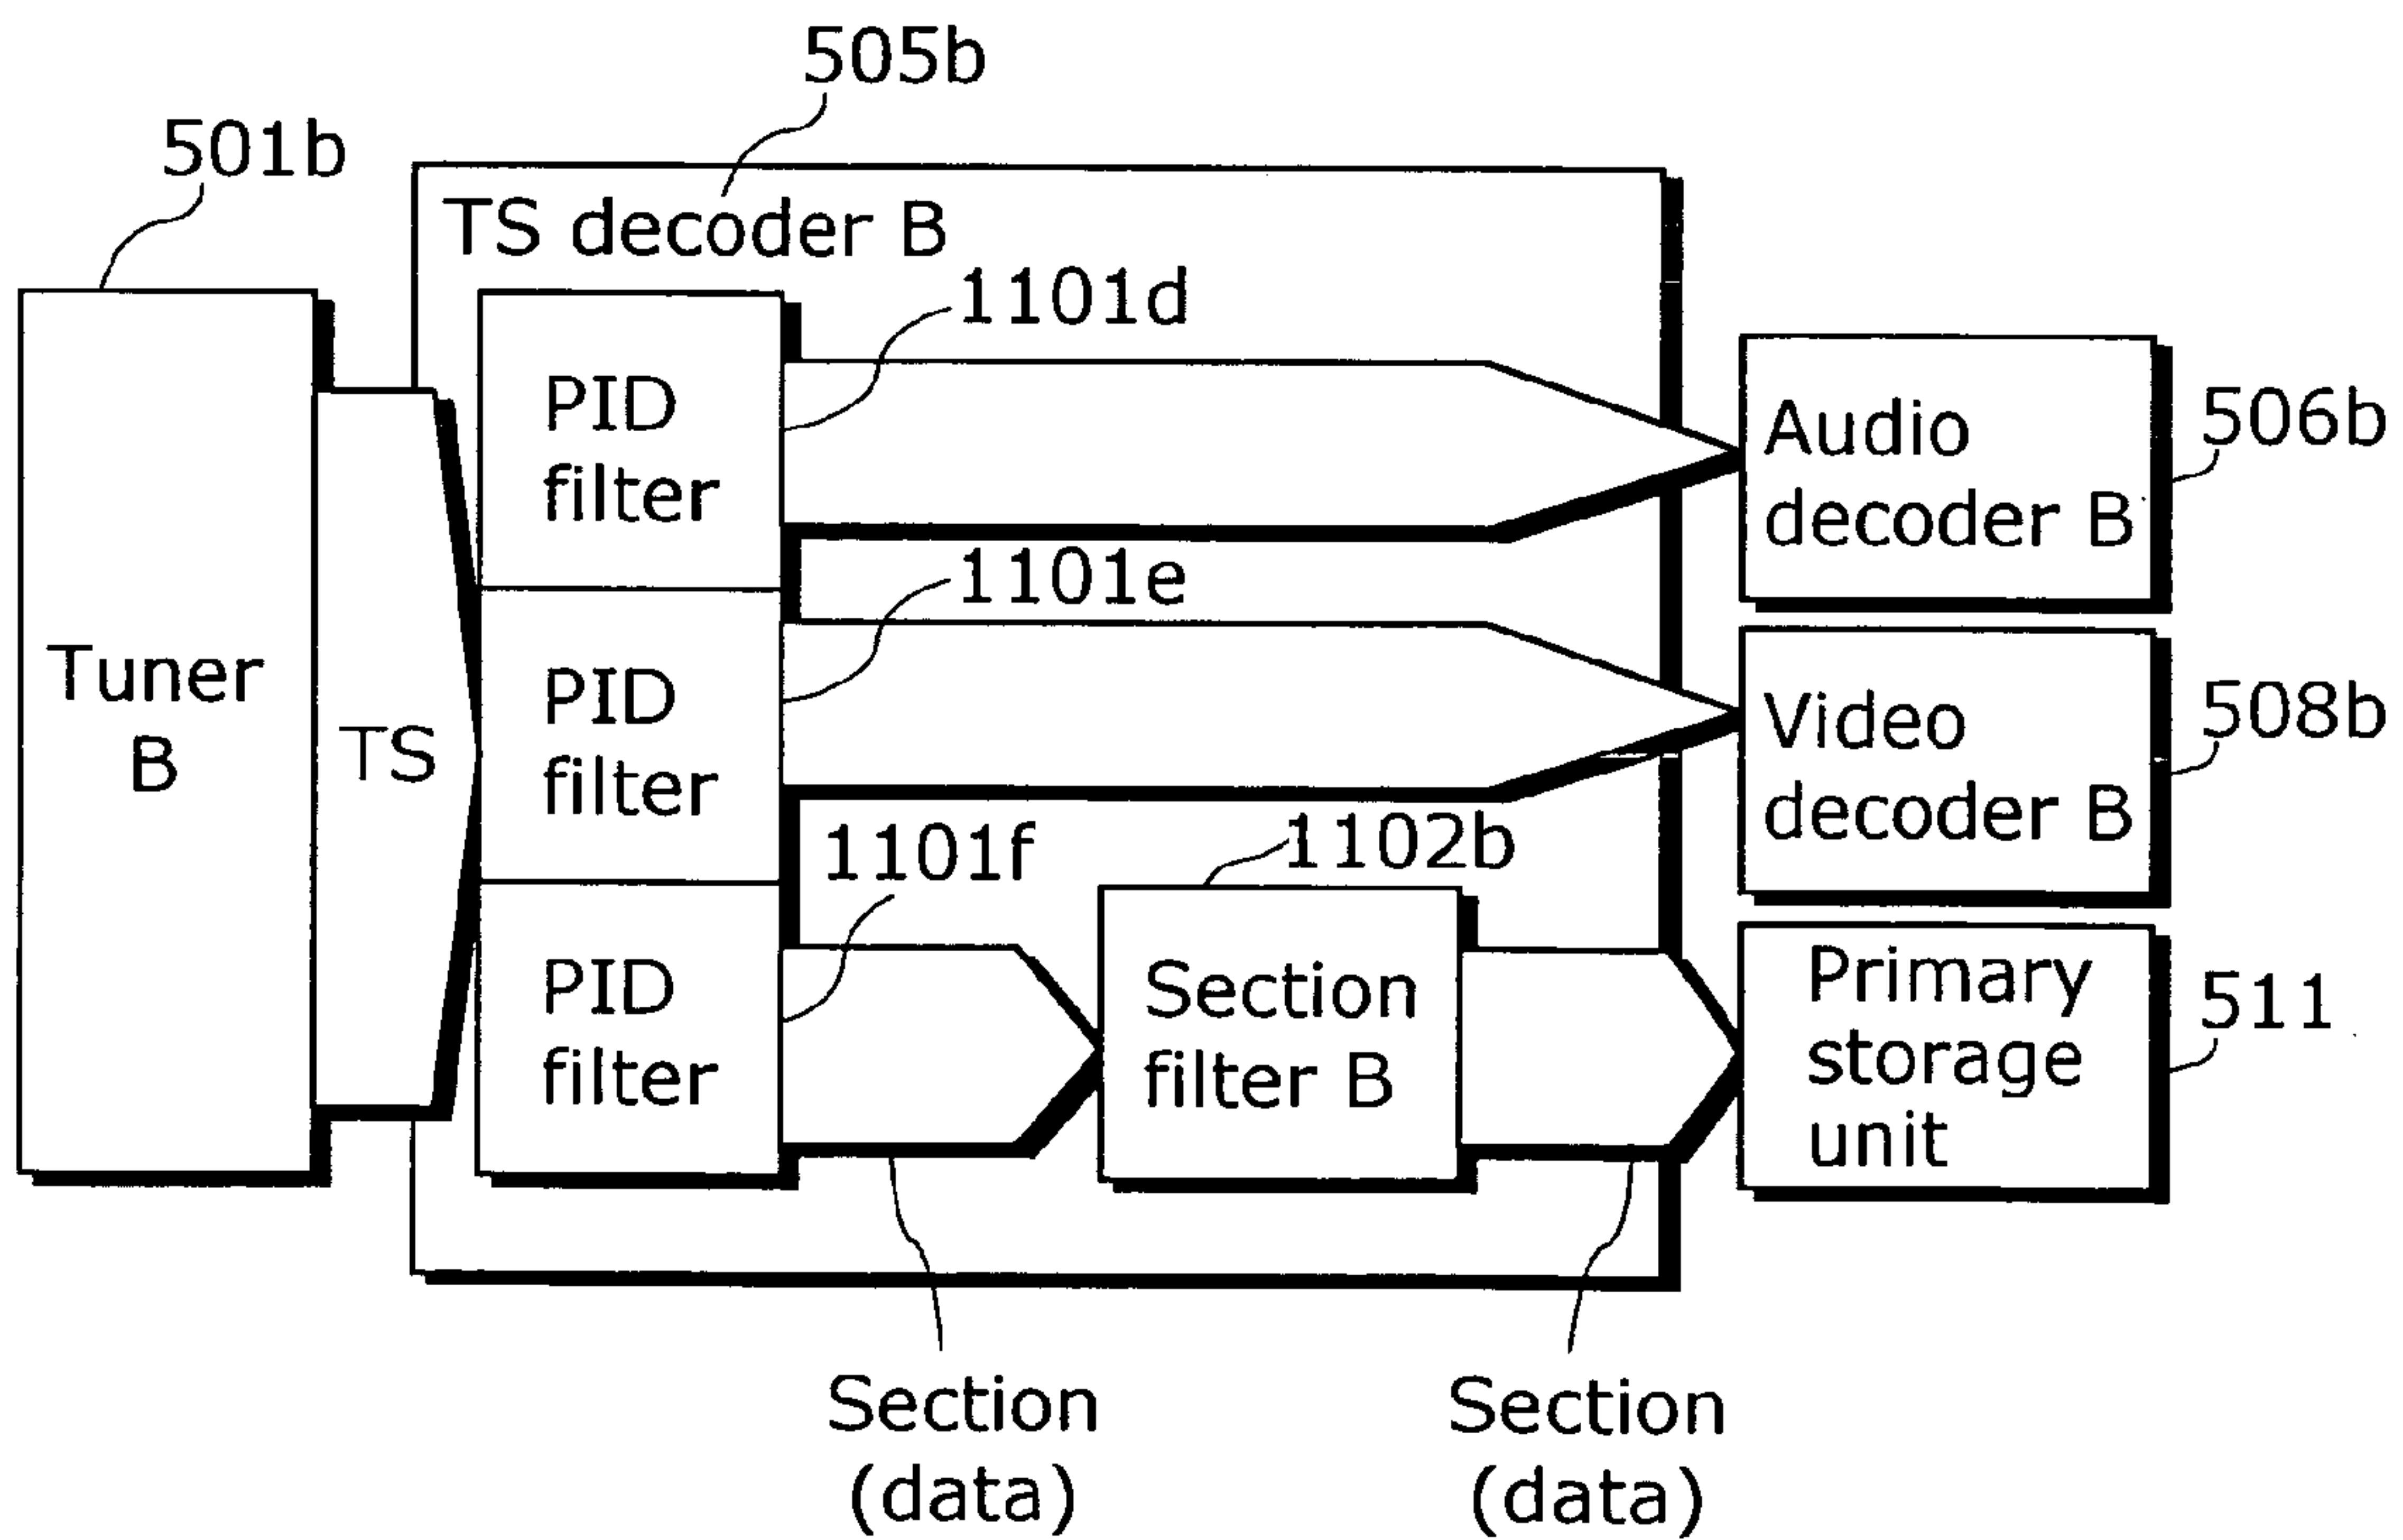 505b
501b
TS decoder B
1101d
PID
filter
Audio
decoder B
506b
1101e
Tuner
B
TS
PID
filter
Video
decoder B
508b
1101f
1102b
PID
filter
Section
filter B
Primary
storage
unit
511
Section
(data)
Section
(data)